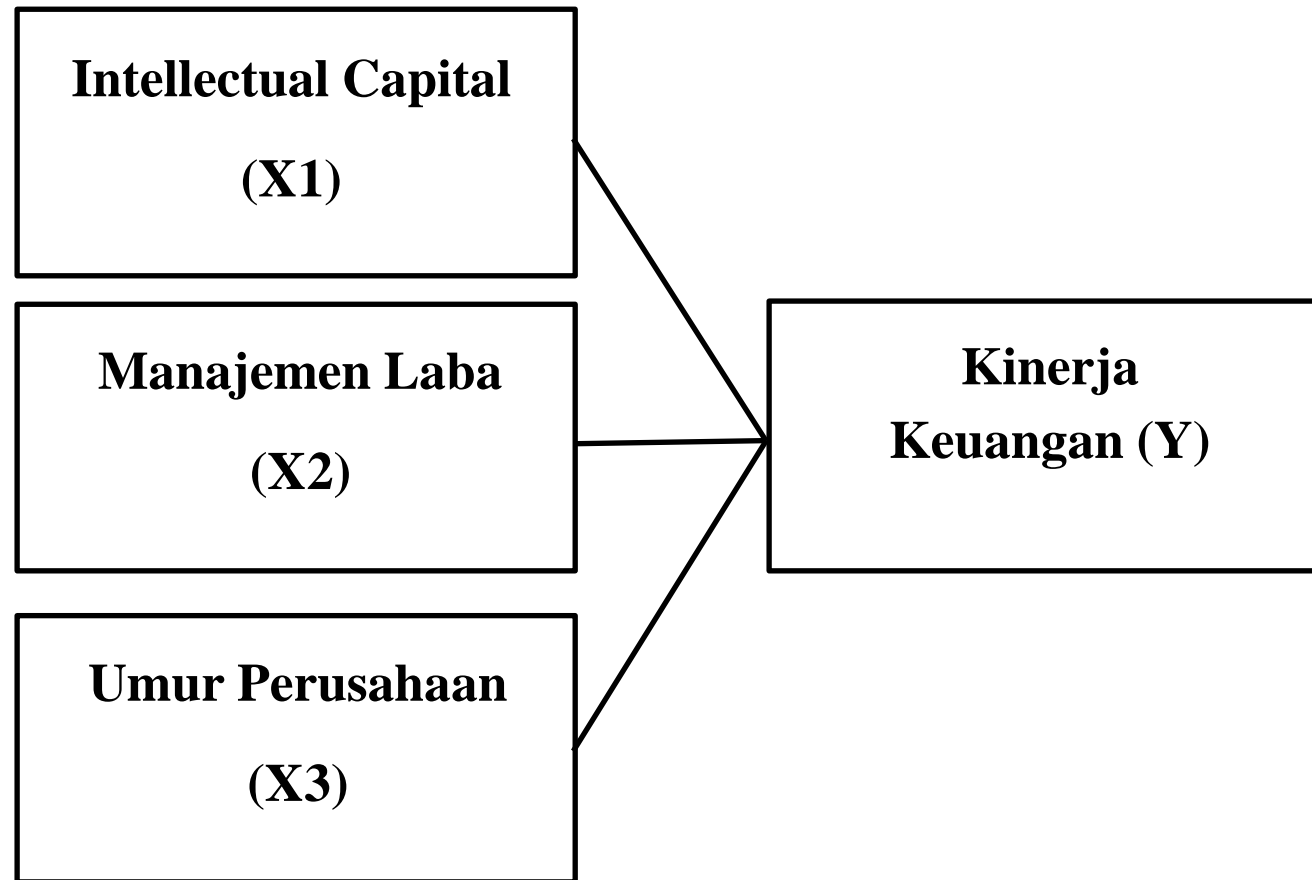 Intellectual Capital
(X1)
Manajemen Laba
(X2)
Umur Perusahaan
(X3)
Kinerja
Keuangan (Y)